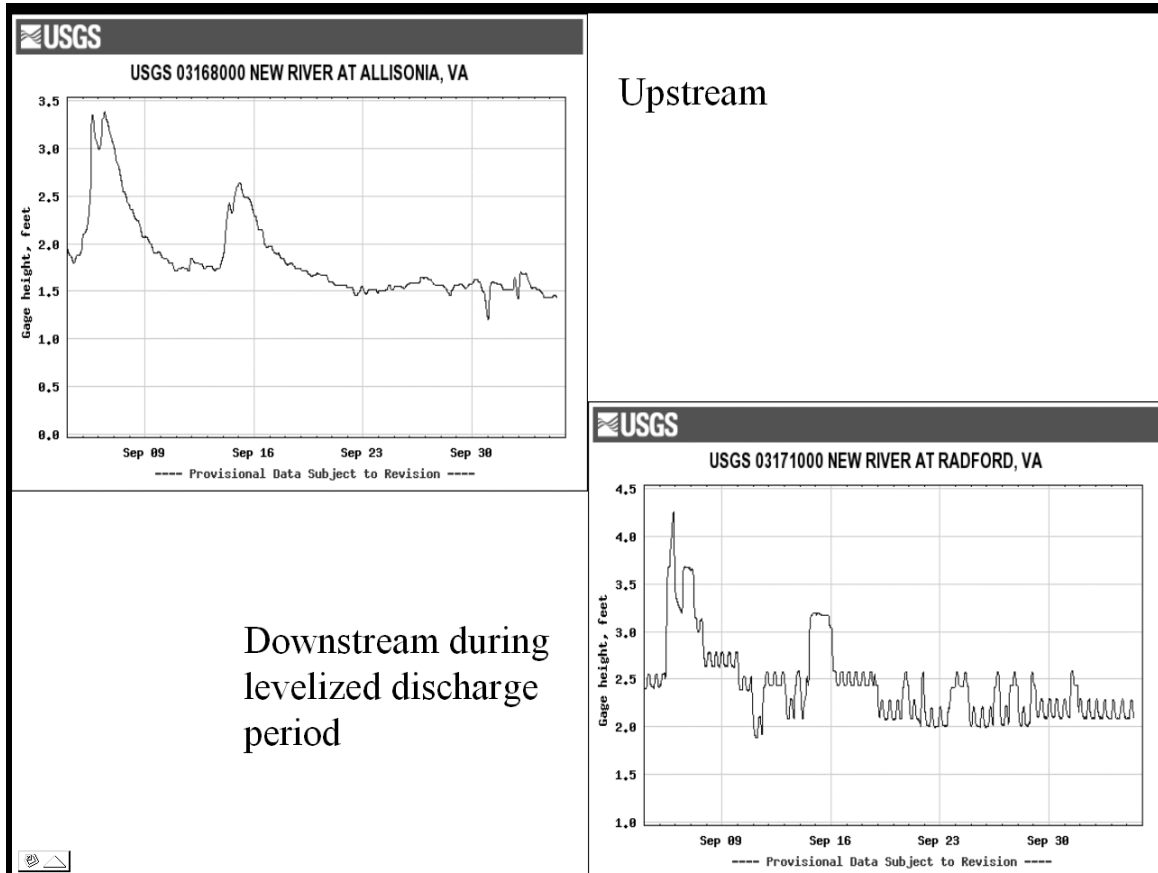 USGS
USGS 03168000 NEW RIVER AT ALLISONIA, VA
3.5
3.0
2.5
2.0
1.5
1.0
0.5
0.0
Gage height, feet
Sep 09 Sep 16 Sep 23 Sep 30
---- Provisional Data Subject to Revision ----
Upstream
Downstream during
levelized discharge
period
USGS
USGS 03171000 NEW RIVER AT RADFORD, VA
4.5
4.0
3.5
3.0
2.5
2.0
1.5
1.0
Gage height, feet
Sep 09 Sep 16 Sep 23 Sep 30
---- Provisional Data Subject to Revision ----